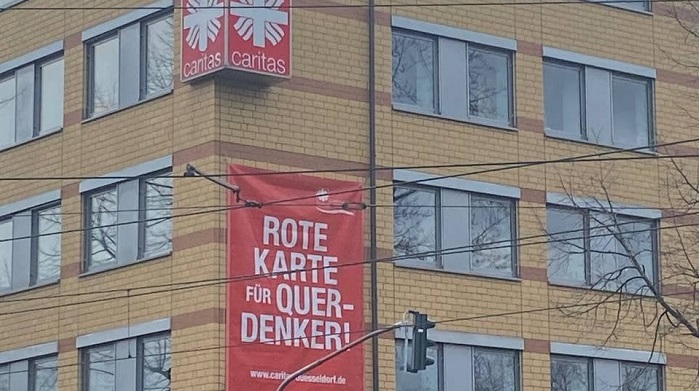 caritas
caritas
ROTE
KARTE
FÜR QUER-
DENKER!
www.caritas-duesseldorf.de